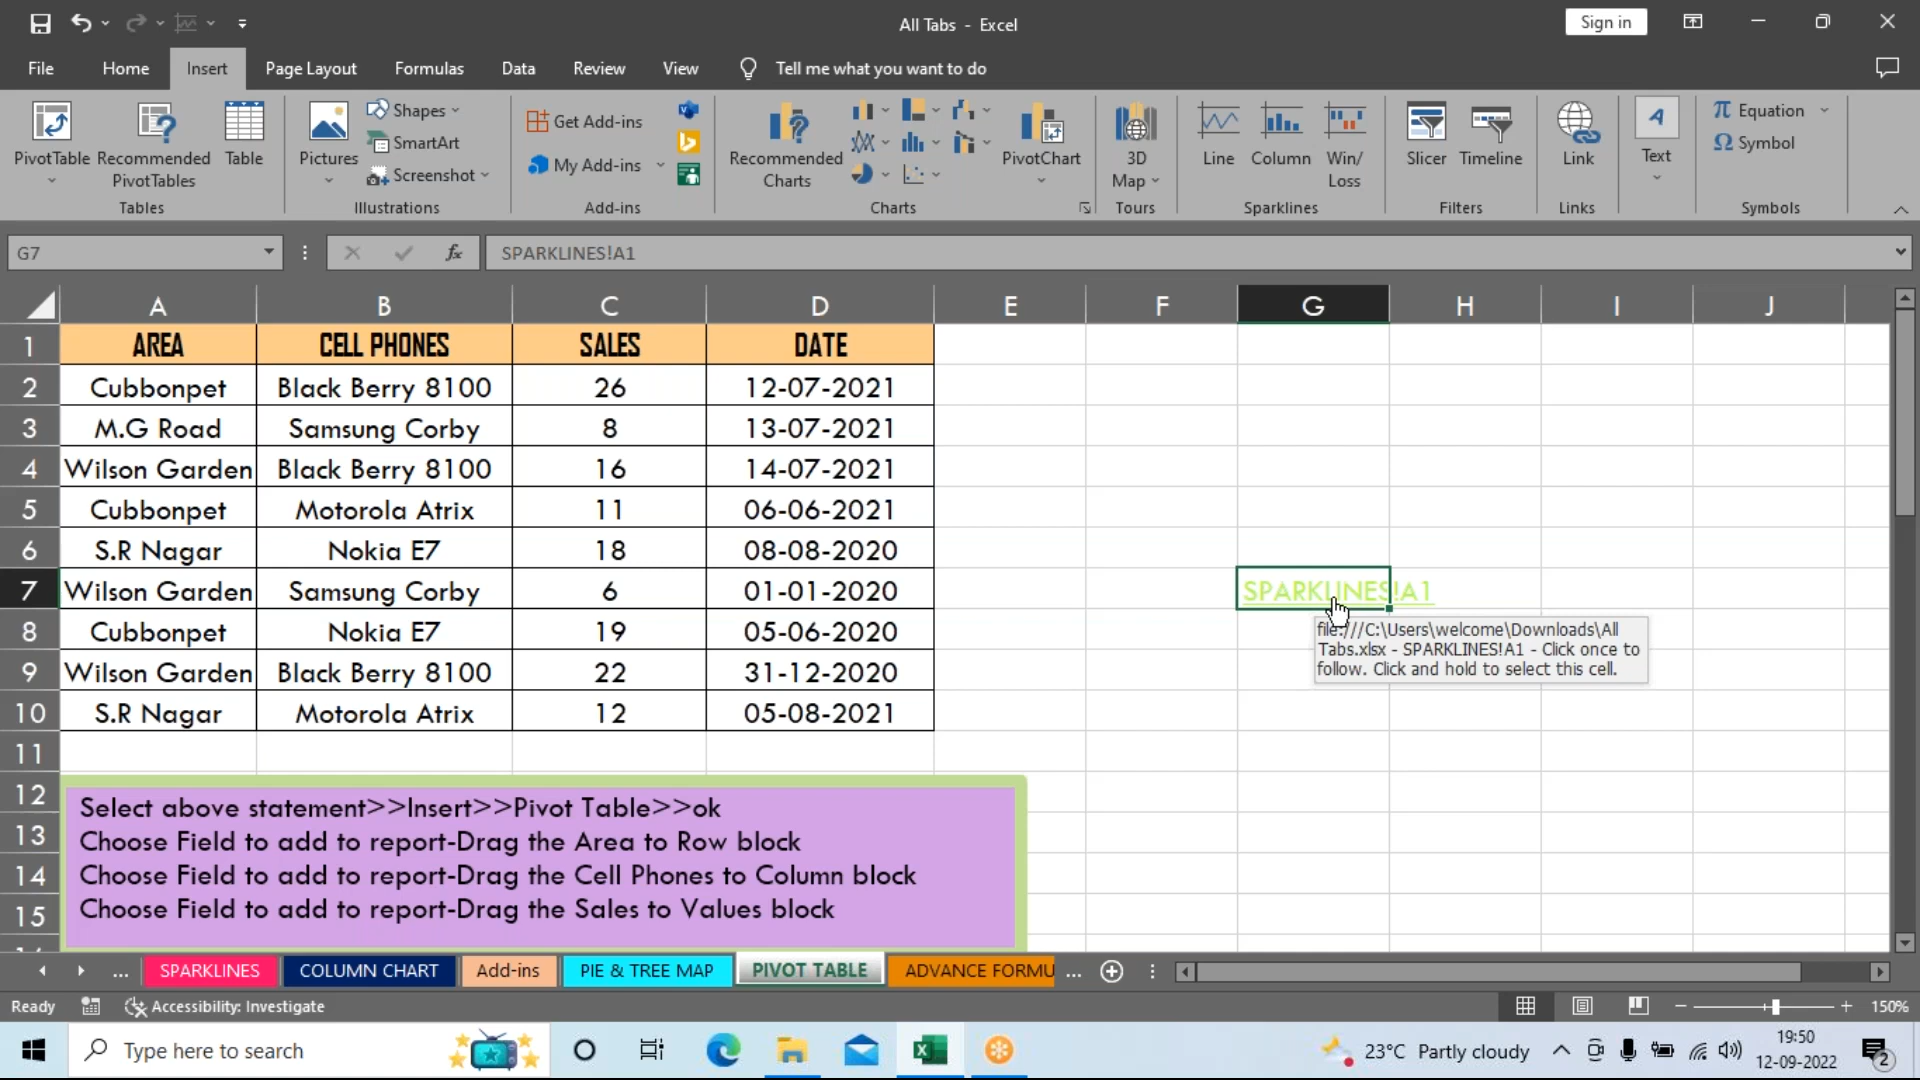 All Tabs - Excel
Sign in
File Home Insert Page Layout Formulas Data Review View Tell me what you want to do
PivotTable
Recommended PivotTables
Table
Tables
Pictures
Shapes
SmartArt
Screenshot
Illustrations
Get Add-ins
My Add-ins
Add-ins
Recommended Charts
PivotChart
Charts
3D Map
Tours
Line
Column
Win/ Loss
Sparklines
Slicer
Timeline
Filters
Link
Links
A
Text
π Equation
Ω Symbol
Symbols
G7 fx SPARKLINES!A1
A B C D E F G H I J
1 AREA CELL PHONES SALES DATE
2 Cubbonpet Black Berry 8100 26 12-07-2021
3 M.G Road Samsung Corby 8 13-07-2021
4 Wilson Garden Black Berry 8100 16 14-07-2021
5 Cubbonpet Motorola Atrix 11 06-06-2021
6 S.R Nagar Nokia E7 18 08-08-2020
7 Wilson Garden Samsung Corby 6 01-01-2020 SPARKLINES!A1
8 Cubbonpet Nokia E7 19 05-06-2020
9 Wilson Garden Black Berry 8100 22 31-12-2020
10 S.R Nagar Motorola Atrix 12 05-08-2021
file:///C:\Users\welcome\Downloads\All
Tabs.xlsx - SPARKLINES!A1 - Click once to
follow. Click and hold to select this cell.
11
12
13
14
15
Select above statement>>Insert>>Pivot Table>>ok
Choose Field to add to report-Drag the Area to Row block
Choose Field to add to report-Drag the Cell Phones to Column block
Choose Field to add to report-Drag the Sales to Values block
... SPARKLINES COLUMN CHART Add-ins PIE & TREE MAP PIVOT TABLE ADVANCE FORMU ...
Ready Accessibility: Investigate 150%
Type here to search
23°C Partly cloudy
19:50
12-09-2022
2